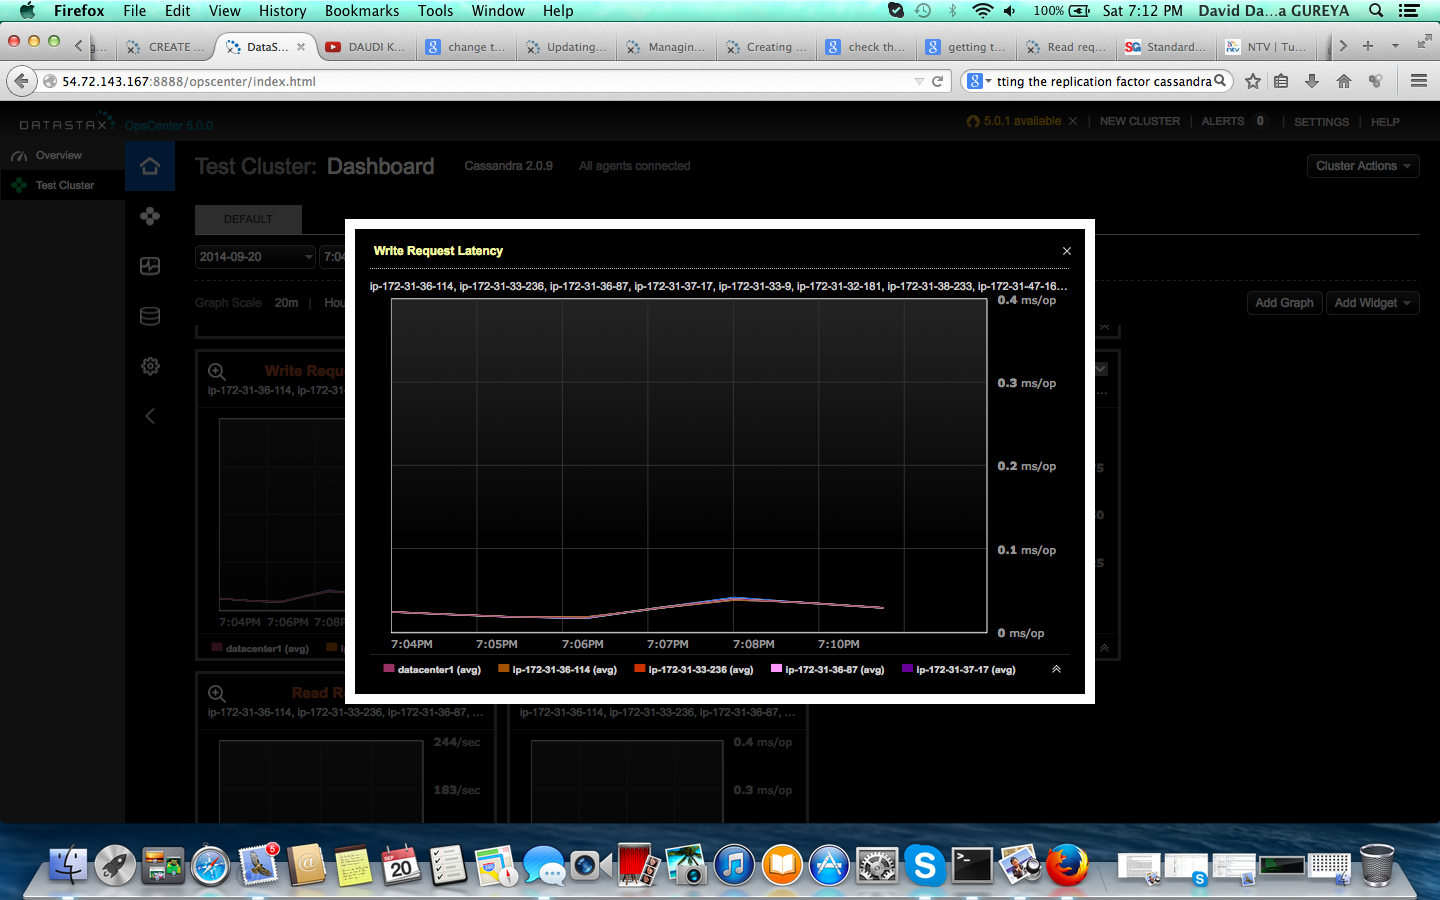 Firefox File Edit View History Bookmarks Tools Window Help 100% Sat 7:12 PM David Da...a GUREYA
g... CREATE ... DataS... DAUDI K... change t... Updating... Managin... Creating ... check th... getting t... Read req... Standard... NTV | Tu...
54.72.143.167:8888/opscenter/index.html tting the replication factor cassandra
DATASTAX OpsCenter 5.0.0 5.0.1 available × | NEW CLUSTER | ALERTS 0 | SETTINGS | HELP
Overview
Test Cluster
Test Cluster: Dashboard Cassandra 2.0.9 All agents connected Cluster Actions
DEFAULT
2014-09-20 7:04
Graph Scale 20m | Hou
Add Graph Add Widget
Write Request Latency ×
ip-172-31-36-114, ip-172-31-33-236, ip-172-31-36-87, ip-172-31-37-17, ip-172-31-33-9, ip-172-31-32-181, ip-172-31-38-233, ip-172-31-47-16...
0.4 ms/op
0.3 ms/op
0.2 ms/op
0.1 ms/op
0 ms/op
7:04PM 7:05PM 7:06PM 7:07PM 7:08PM 7:10PM
datacenter1 (avg) ip-172-31-36-114 (avg) ip-172-31-33-236 (avg) ip-172-31-36-87 (avg) ip-172-31-37-17 (avg)
Write Requ
ip-172-31-36-114, ip-172-31
7:04PM 7:06PM 7:08P
datacenter1 (avg)
Read R
ip-172-31-36-114, ip-172-31-33-236, ip-172-31-36-87, ...
244/sec
183/sec
ip-172-31-36-114, ip-172-31-33-236, ip-172-31-36-87, ...
0.4 ms/op
0.3 ms/op
5
SEP
20